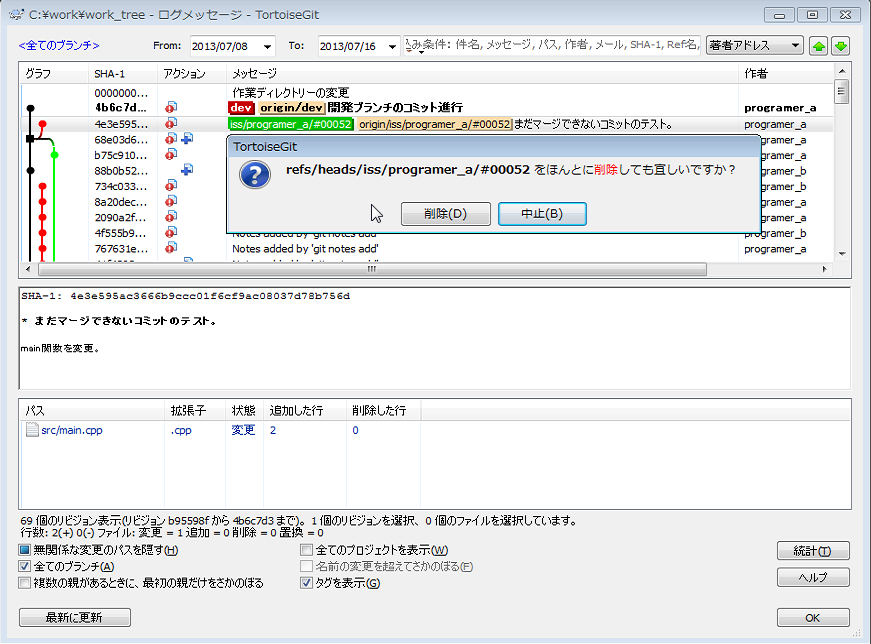 C:¥work¥work_tree - ログメッセージ - TortoiseGit
<全てのブランチ> From: 2013/07/08 To: 2013/07/16 込み条件: 件名, メッセージ, パス, 作者, メール, SHA-1, Ref名, 著者アドレス
グラフ SHA-1 アクション メッセージ 作者
0000000... 作業ディレクトリーの変更
4b6c7d... dev origin/dev 開発ブランチのコミット進行 programer_a
4e3e595... iss/programer_a/#00052 origin/iss/programer_a/#00052 まだマージできないコミットのテスト。 programer_a
68e03d6... programer_a
b75c910... programer_a
88b0b52... programer_b
734c033... programer_b
8a20dec... programer_a
2090a2f... programer_a
4f555b9... Notes added by 'git notes add' programer_b
767631e... Notes added by 'git notes add' programer_a
TortoiseGit
refs/heads/iss/programer_a/#00052 をほんとに削除しても宜しいですか？
削除(D) 中止(B)
SHA-1: 4e3e595ac3666b9ccc01f6cf9ac08037d78b756d
* まだマージできないコミットのテスト。
main関数を変更。
パス 拡張子 状態 追加した行 削除した行
src/main.cpp .cpp 変更 2 0
69 個のリビジョン表示(リビジョン b95598f から 4b6c7d3 まで)。1 個のリビジョンを選択、0 個のファイルを選択しています。
行数: 2(+) 0(-) ファイル: 変更 = 1 追加 = 0 削除 = 0 置換 = 0
無関係な変更のパスを隠す(H) 全てのプロジェクトを表示(W) 統計(T)
全てのブランチ(A) 名前の変更を超えてさかのぼる(F) ヘルプ
複数の親があるときに、最初の親だけをさかのぼる タグを表示(G)
最新に更新 OK